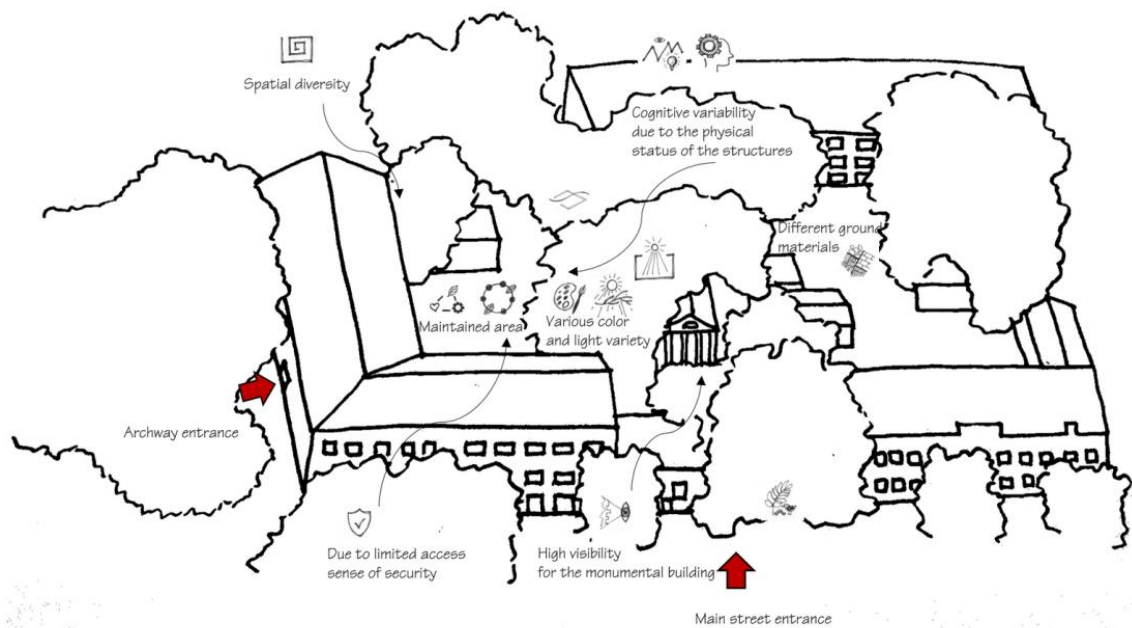 Spatial diversity
Cognitive variability
due to the physical
status of the structures
Different ground
materials
Maintained area
Various color
and light variety
Archway entrance
Due to limited access
sense of security
High visibility
for the monumental building
Main street entrance